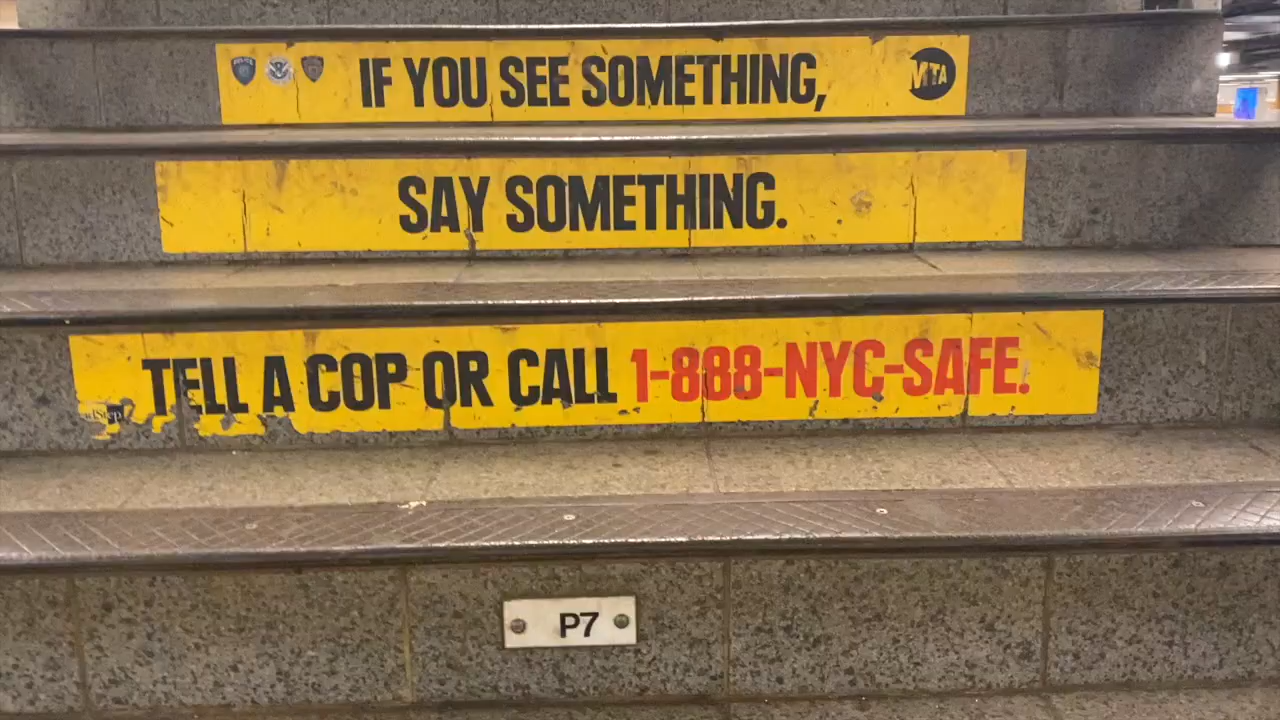 IF YOU SEE SOMETHING,
MTA
SAY SOMETHING.
TELL A COP OR CALL 1-888-NYC-SAFE.
P7